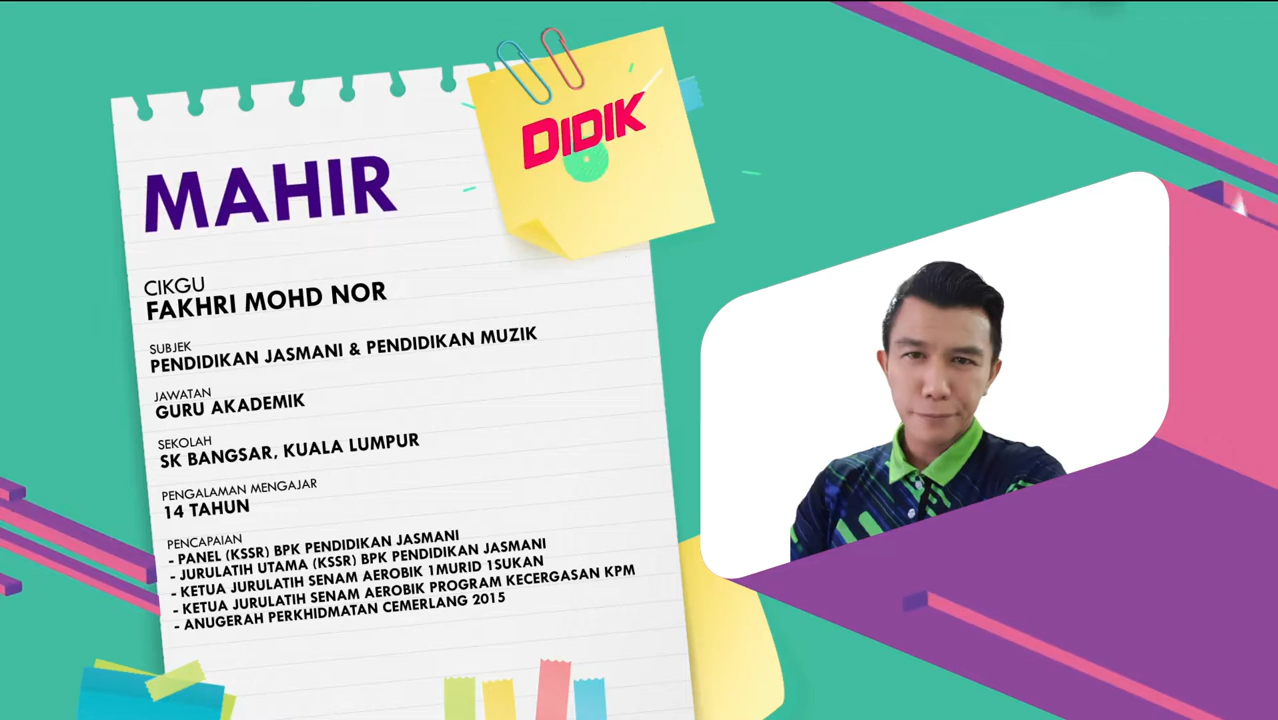 DIDIK
MAHIR
CIKGU
FAKHRI MOHD NOR
SUBJEK
PENDIDIKAN JASMANI & PENDIDIKAN MUZIK
JAWATAN
GURU AKADEMIK
SEKOLAH
SK BANGSAR, KUALA LUMPUR
PENGALAMAN MENGAJAR
14 TAHUN
PENCAPAIAN
- PANEL (KSSR) BPK PENDIDIKAN JASMANI
- JURULATIH UTAMA (KSSR) BPK PENDIDIKAN JASMANI
- KETUA JURULATIH SENAM AEROBIK 1MURID 1SUKAN
- KETUA JURULATIH SENAM AEROBIK PROGRAM KECERGASAN KPM
- ANUGERAH PERKHIDMATAN CEMERLANG 2015